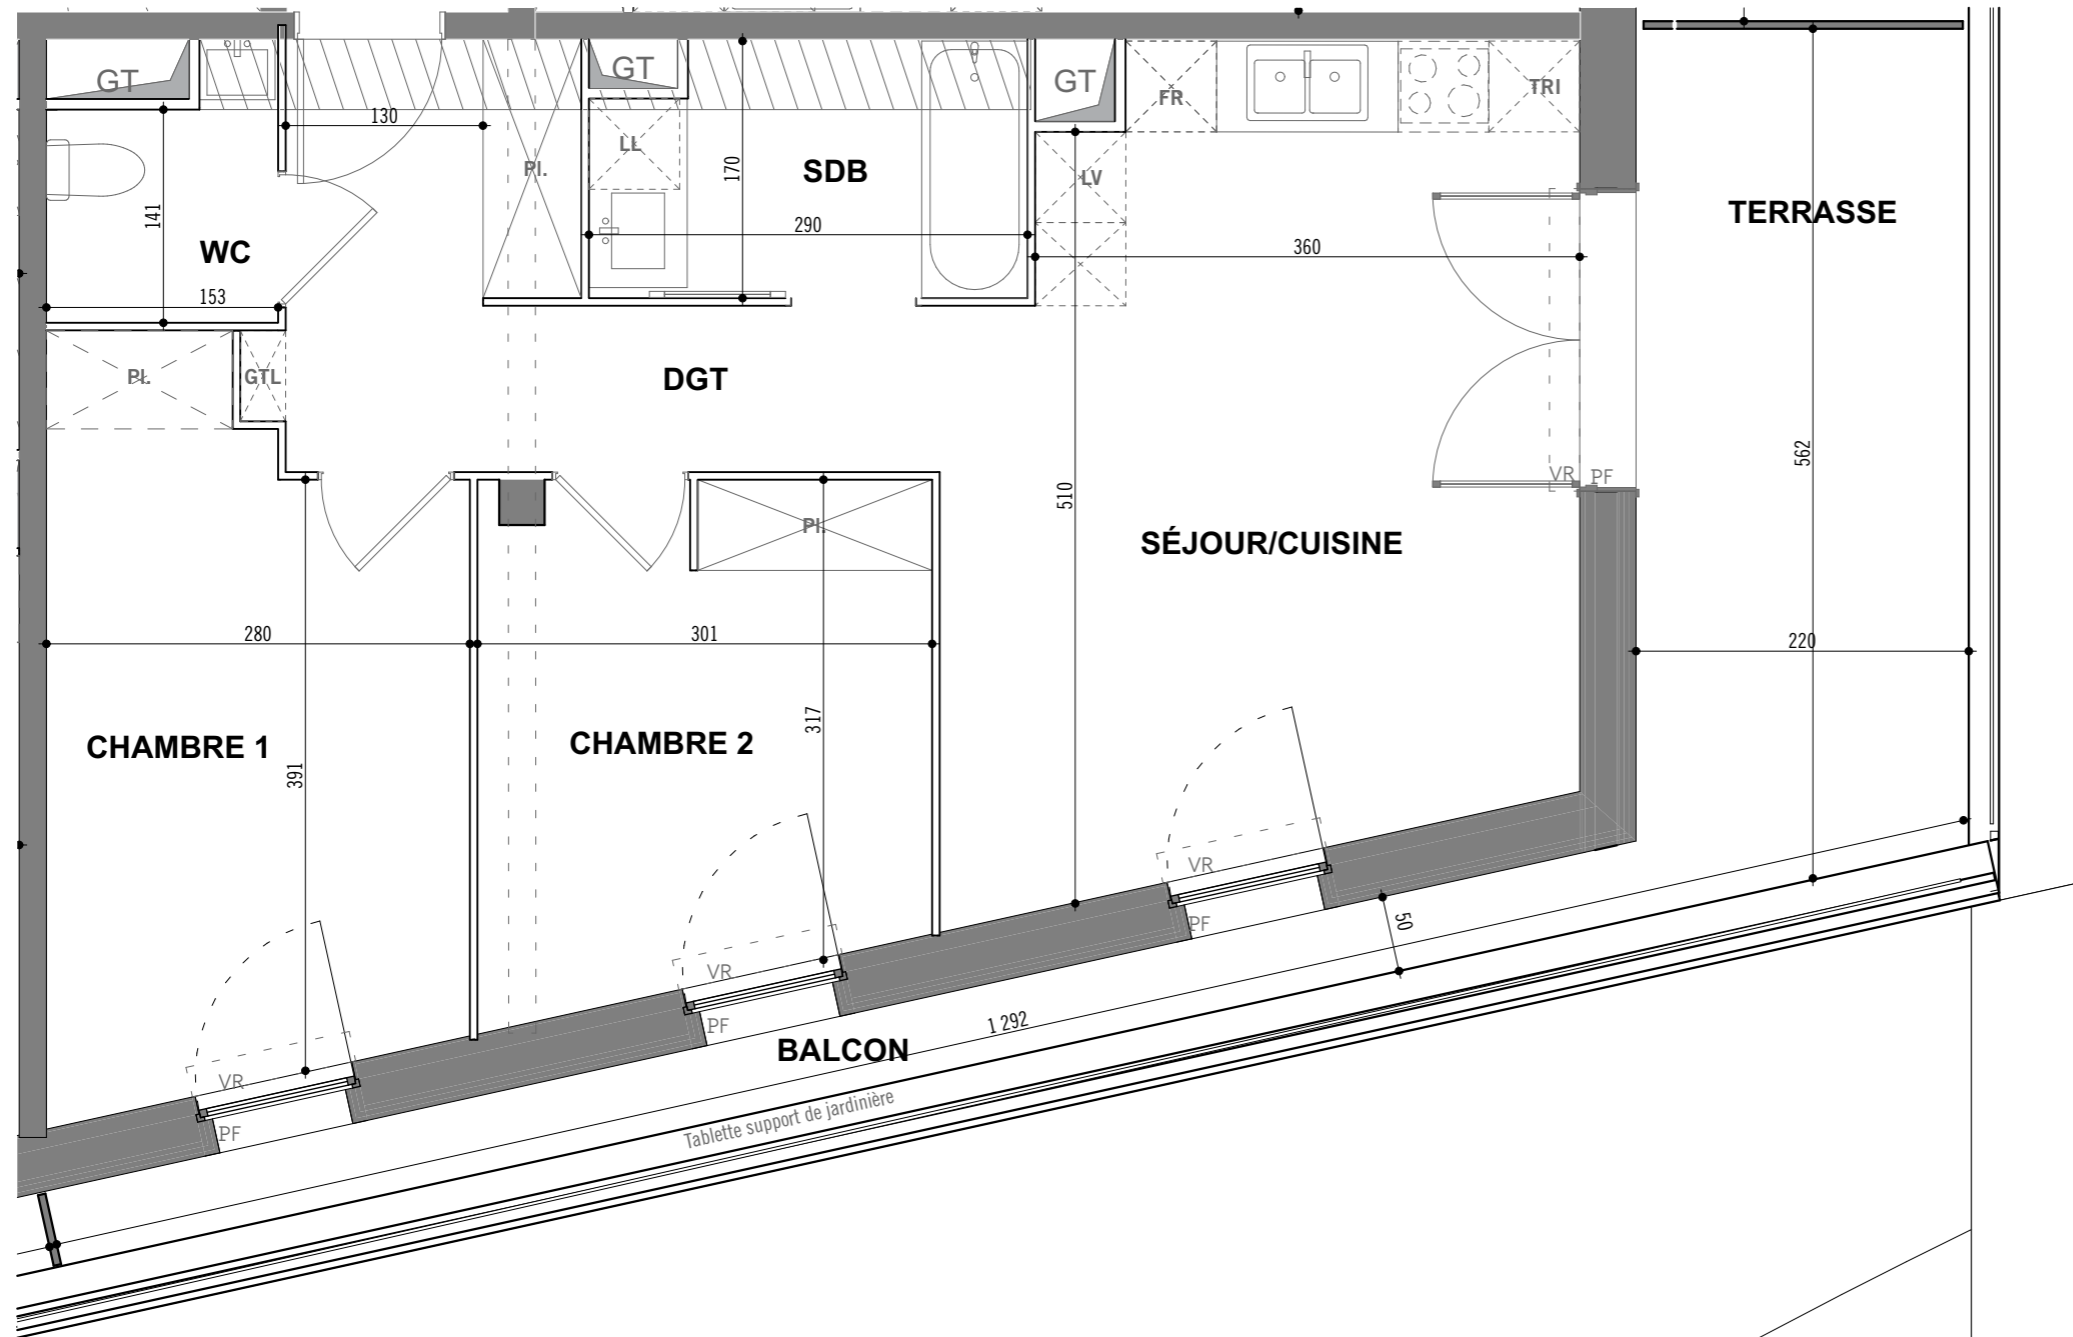 GT
GT
GT
FR
TRI
130
LL
Pl.
170
SDB
LV
141
WC
290
360
TERRASSE
153
Pl.
GTL
DGT
562
VR
PF
510
Pl.
SÉJOUR/CUISINE
280
301
220
317
CHAMBRE 1
CHAMBRE 2
391
VR
50
PF
VR
PF
1 292
BALCON
VR
PF
Tablette support de jardinière